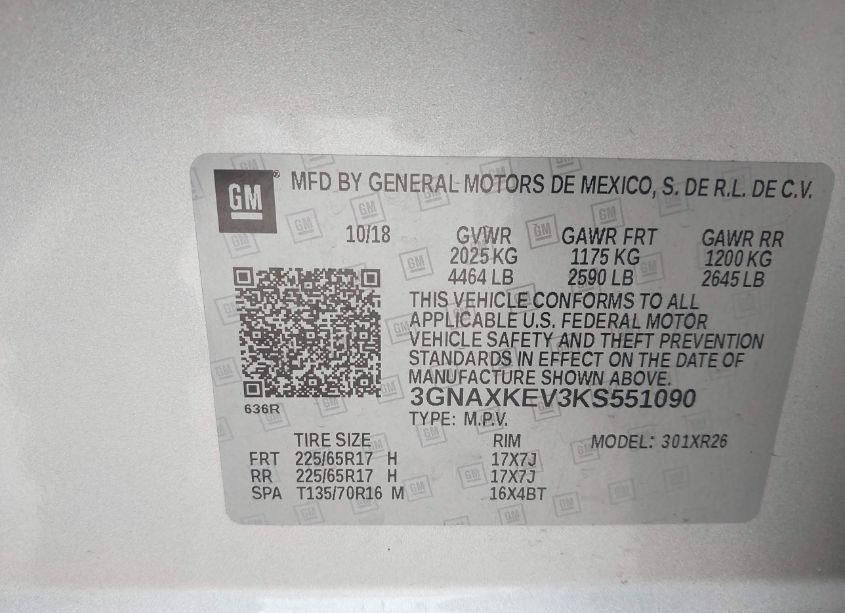 GM ® MFD BY GENERAL MOTORS DE MEXICO, S. DE R.L. DE C.V.
10/18 GVWR GAWR FRT GAWR RR
2025 KG 1175 KG 1200 KG
4464 LB 2590 LB 2645 LB
THIS VEHICLE CONFORMS TO ALL
APPLICABLE U.S. FEDERAL MOTOR
VEHICLE SAFETY AND THEFT PREVENTION
STANDARDS IN EFFECT ON THE DATE OF
MANUFACTURE SHOWN ABOVE.
3GNAXKEV3KS551090
636R
TYPE: M.P.V.
TIRE SIZE RIM MODEL: 301XR26
FRT 225/65R17 H 17X7J
RR 225/65R17 H 17X7J
SPA T135/70R16 M 16X4BT